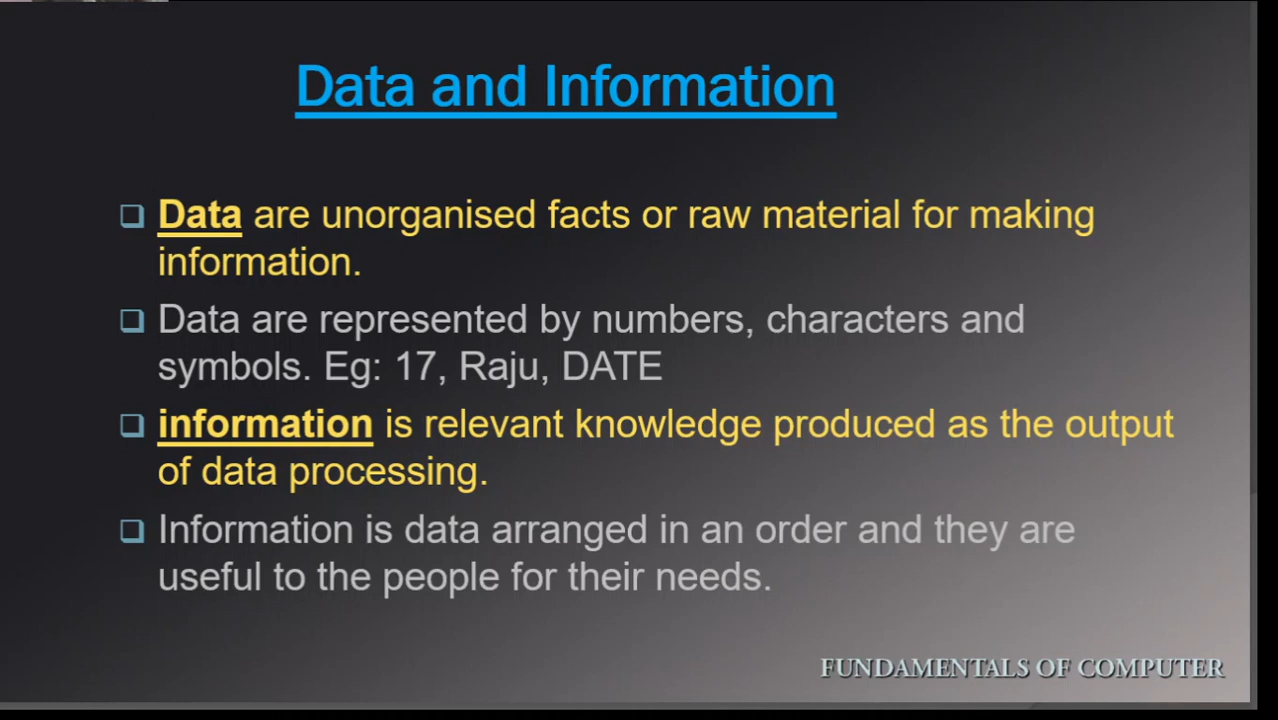 Data and Information
Data are unorganised facts or raw material for making
information.
Data are represented by numbers, characters and
symbols. Eg: 17, Raju, DATE
information is relevant knowledge produced as the output
of data processing.
Information is data arranged in an order and they are
useful to the people for their needs.
FUNDAMENTALS OF COMPUTER